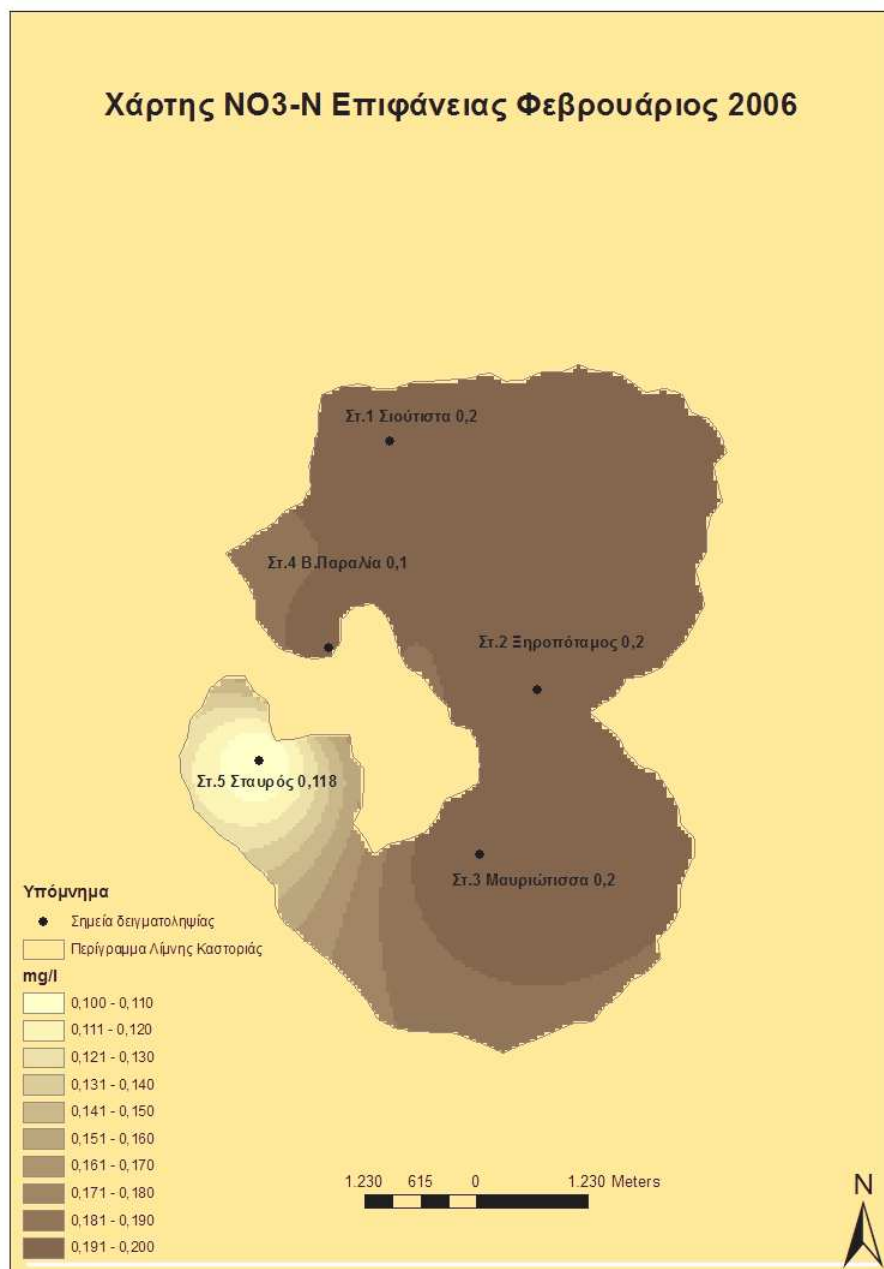 Χάρτης NO3-N Επιφάνειας Φεβρουάριος 2006
Στ.1 Σιούτιστα 0,2
Στ.4 Β.Παραλία 0,1
Στ.2 Ξηροπόταμος 0,2
Στ.5 Σταυρός 0,118
Στ.3 Μαυριώτισσα 0,2
Υπόμνημα
Σημεία δειγματοληψίας
Περίγραμμα Λίμνης Καστοριάς
mg/l
0,100 - 0,110
0,111 - 0,120
0,121 - 0,130
0,131 - 0,140
0,141 - 0,150
0,151 - 0,160
0,161 - 0,170
0,171 - 0,180
0,181 - 0,190
0,191 - 0,200
1.230 615 0 1.230 Meters
N